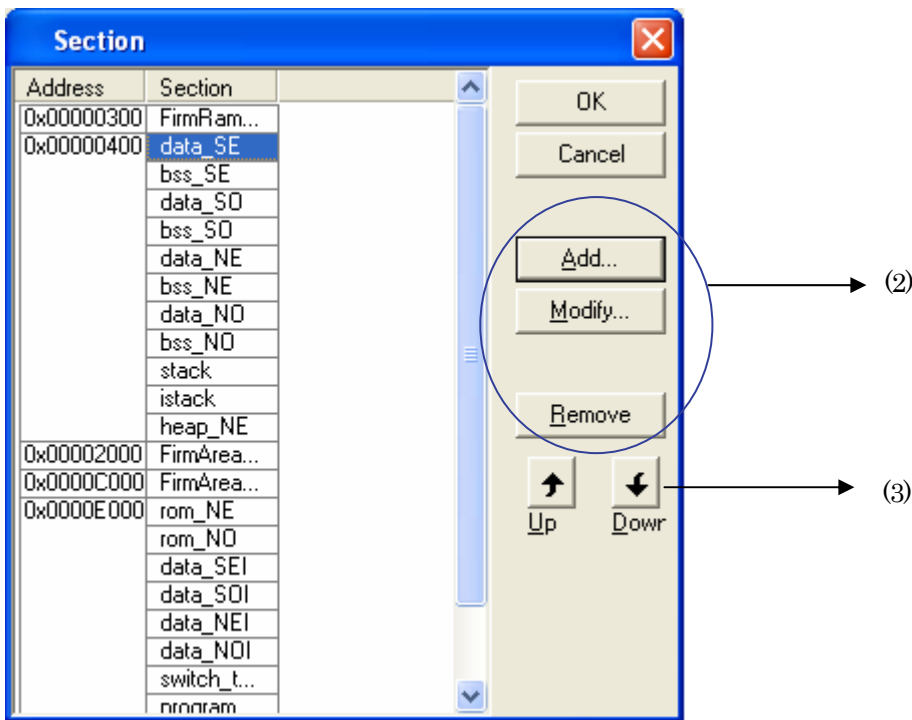 Section
Address Section
0x00000300 FirmRam...
0x00000400 data_SE
bss_SE
data_SO
bss_SO
data_NE
bss_NE
data_NO
bss_NO
stack
istack
heap_NE
0x00002000 FirmArea...
0x0000C000 FirmArea...
0x0000E000 rom_NE
rom_NO
data_SEI
data_SOI
data_NEI
data_NOI
switch_t...
program
OK
Cancel
Add...
Modify...
Remove
Up Down
(2)
(3)